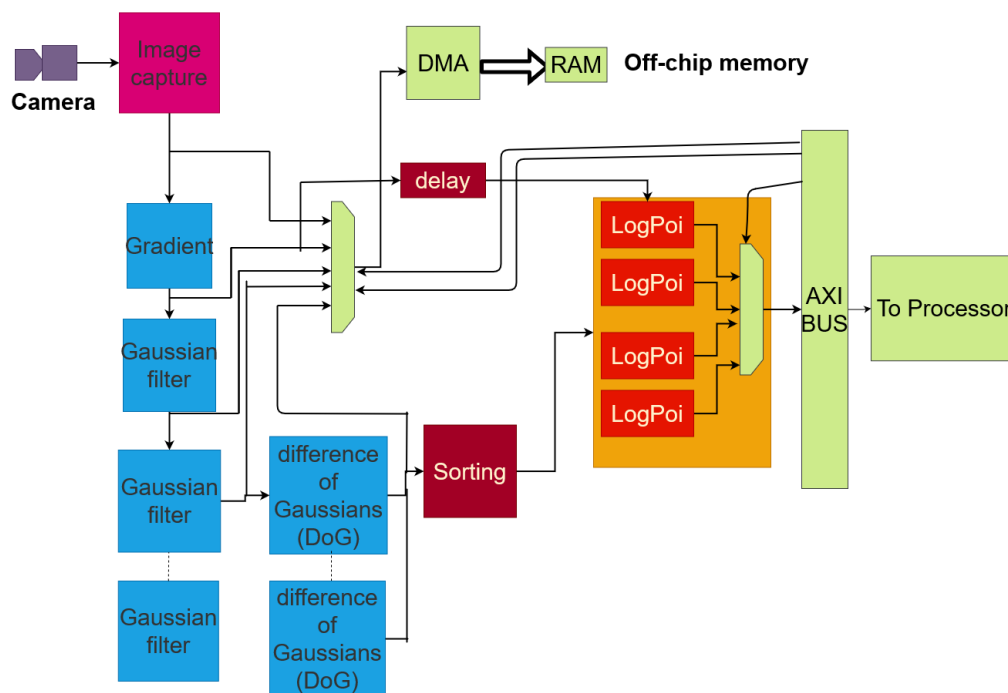 Camera
Image
capture
DMA
RAM
Off-chip memory
delay
Gradient
LogPoi
LogPoi
LogPoi
LogPoi
AXI
BUS
To Processor
Gaussian
filter
Gaussian
filter
difference
of
Gaussians
(DoG)
Sorting
Gaussian
filter
difference
of
Gaussians
(DoG)